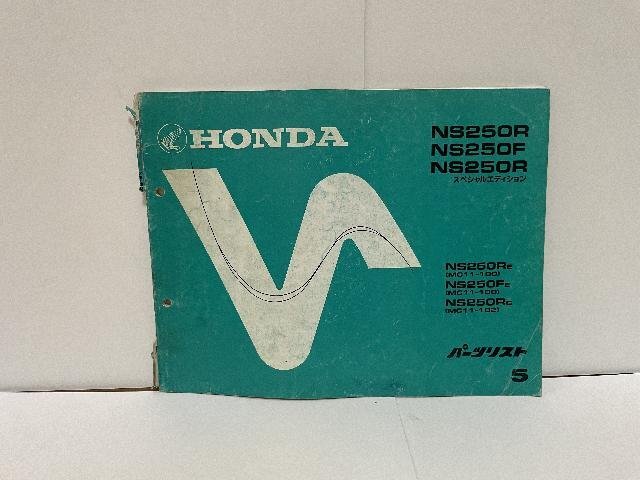 HONDA
NS250R
NS250F
NS250R
スペシャルエディション
NS250RE
(MC11-100)
NS250FE
(MC11-100)
NS250RG
(MC11-102)
パーツリスト
5